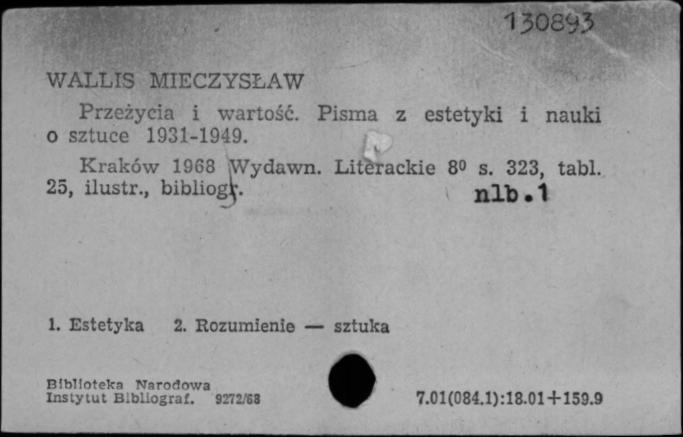 130893
WALLIS MIECZYSŁAW
Przeżycia i wartość. Pisma z estetyki i nauki
o sztuce 1931-1949.
Kraków 1968 Wydawn. Literackie 8º s. 323, tabl.
25, ilustr., bibliogr. nlb.1
1. Estetyka 2. Rozumienie — sztuka
Biblioteka Narodowa
Instytut Bibliograf. 9272/68
7.01(084.1):18.01+159.9